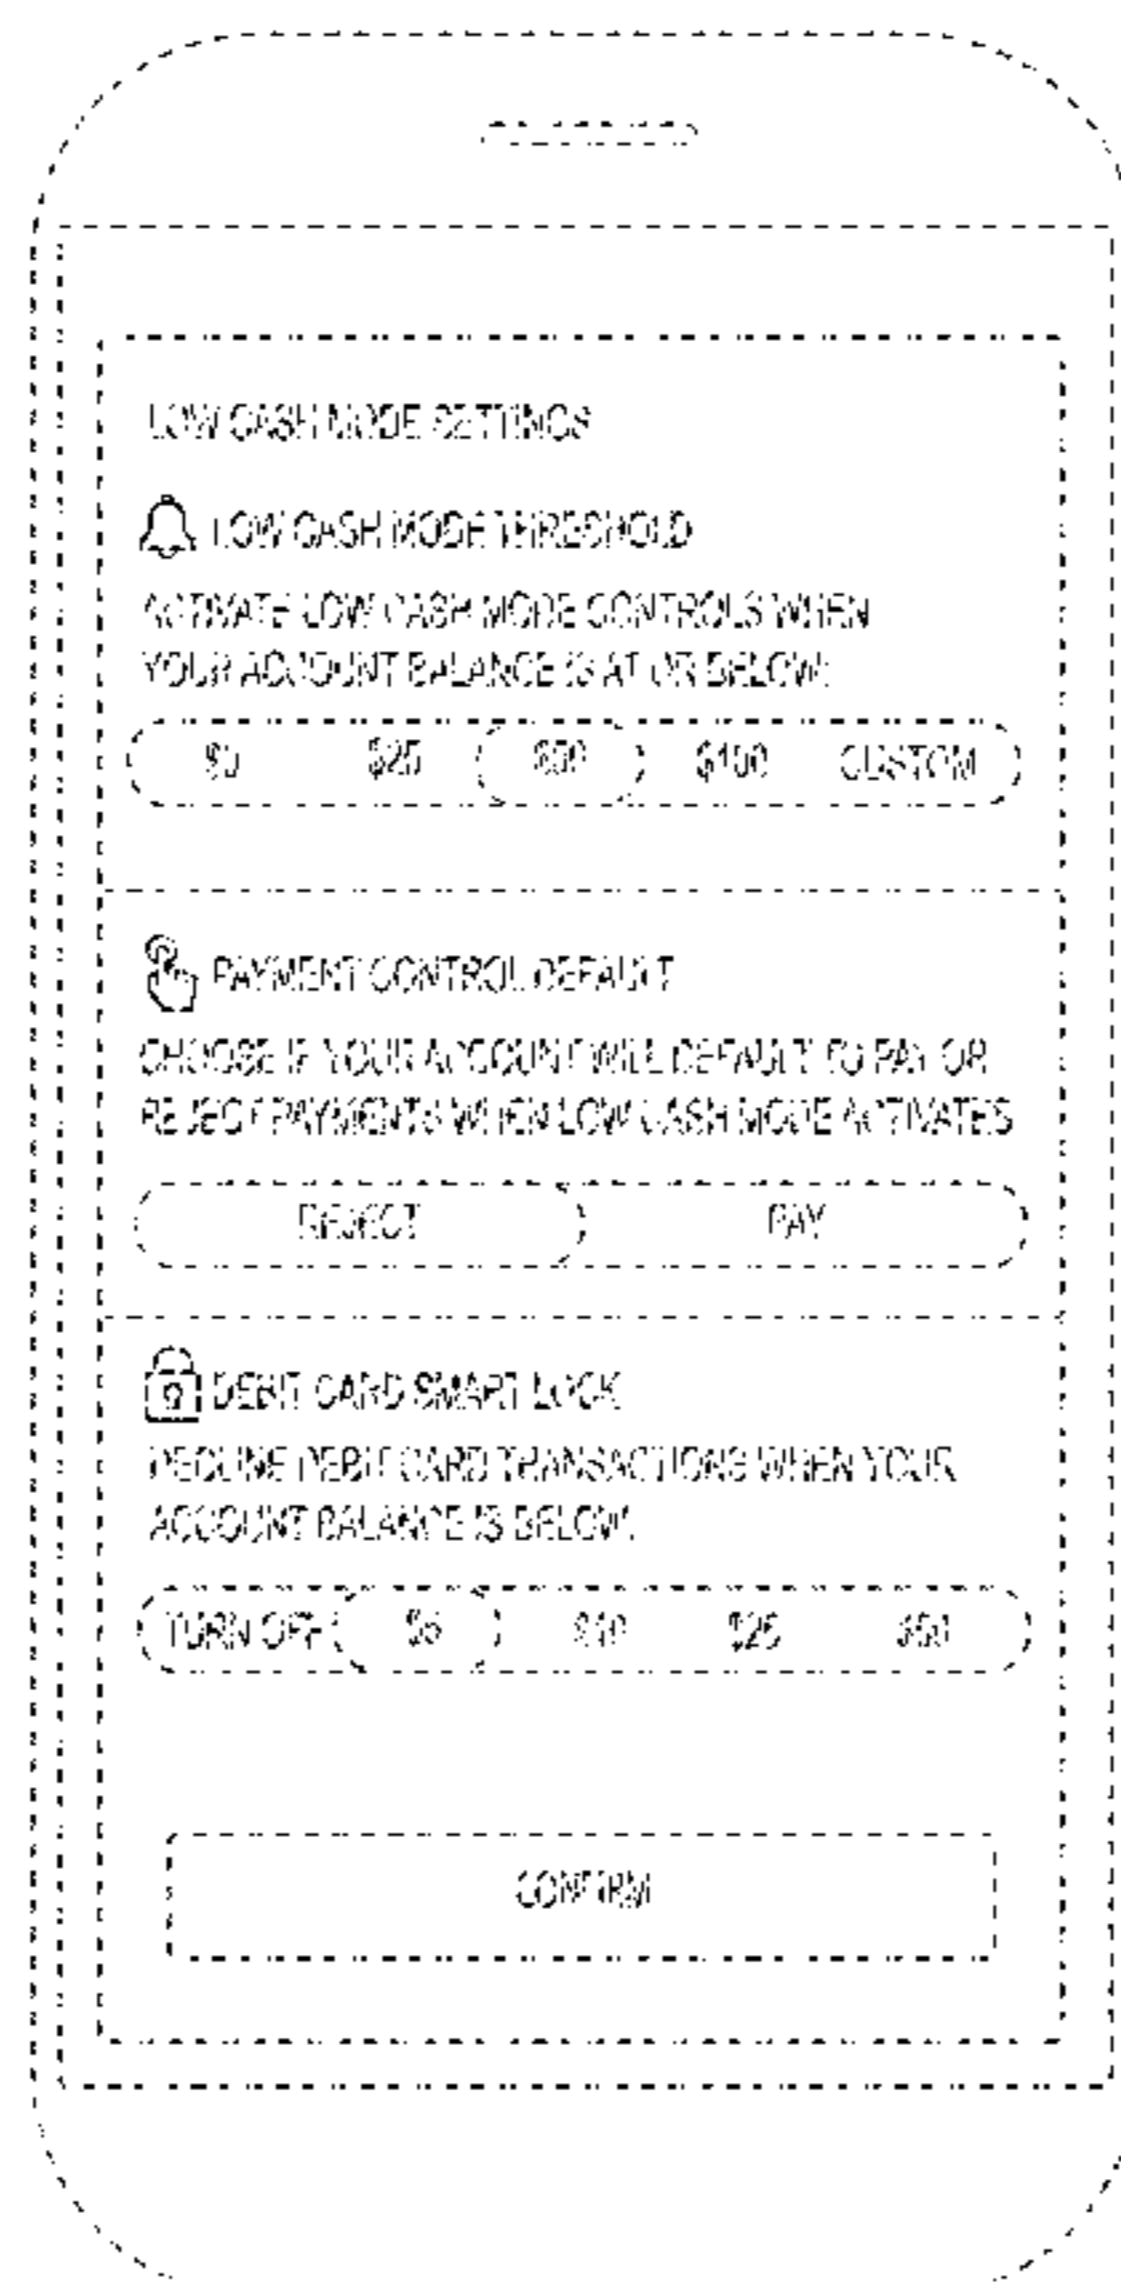 LOW CASH MODE SETTINGS
LOW CASH MODE THRESHOLD
ACTIVATE LOW CASH MODE CONTROLS WHEN
YOUR ACCOUNT BALANCE IS AT OR BELOW:
$0 $25 $50 $100 CUSTOM
PAYMENT CONTROL DEFAULT
CHOOSE IF YOUR ACCOUNT WILL DEFAULT TO PAY OR
REJECT PAYMENTS WHEN LOW CASH MODE ACTIVATES
REJECT PAY
DEBIT CARD SMART LOCK
DECLINE DEBIT CARD TRANSACTIONS WHEN YOUR
ACCOUNT BALANCE IS BELOW:
TURN OFF $5 $10 $25 $50
CONFIRM